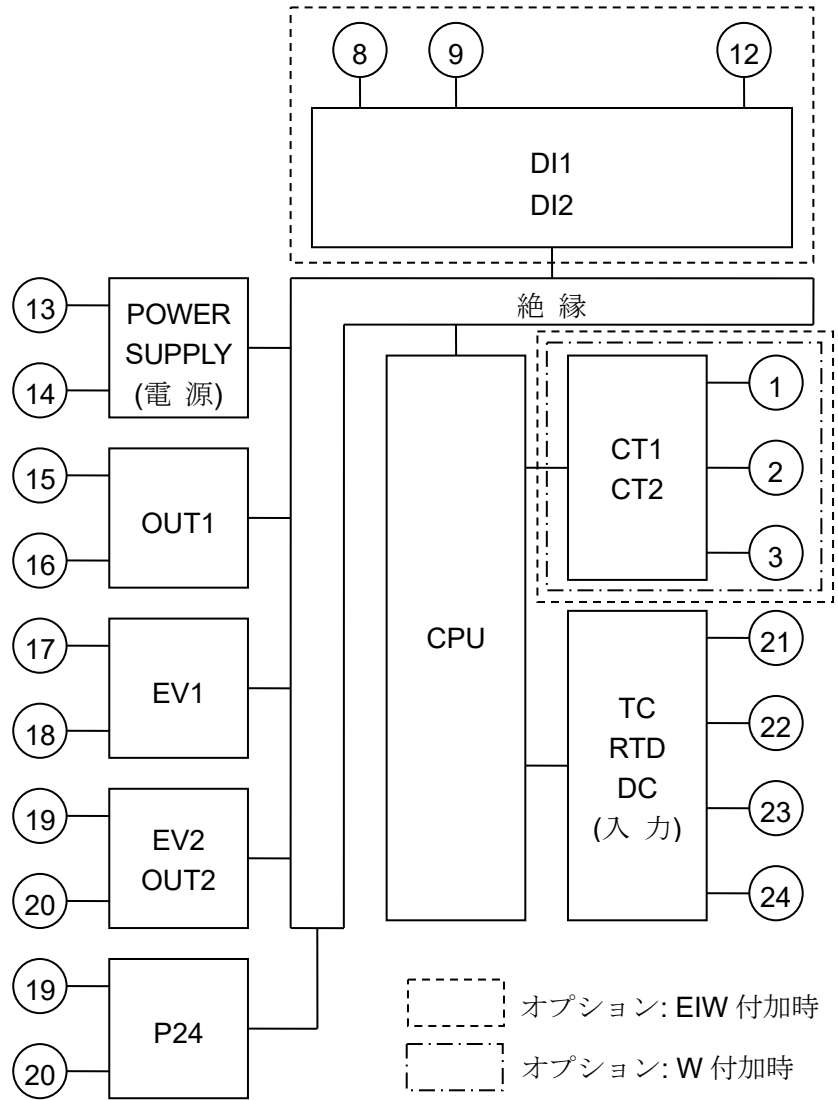 8
9
12
DI1
DI2
絶 縁
13
14
POWER
SUPPLY
(電 源)
15
16
OUT1
17
18
EV1
19
20
EV2
OUT2
19
20
P24
CPU
CT1
CT2
1
2
3
TC
RTD
DC
(入 力)
21
22
23
24
オプション: EIW 付加時
オプション: W 付加時